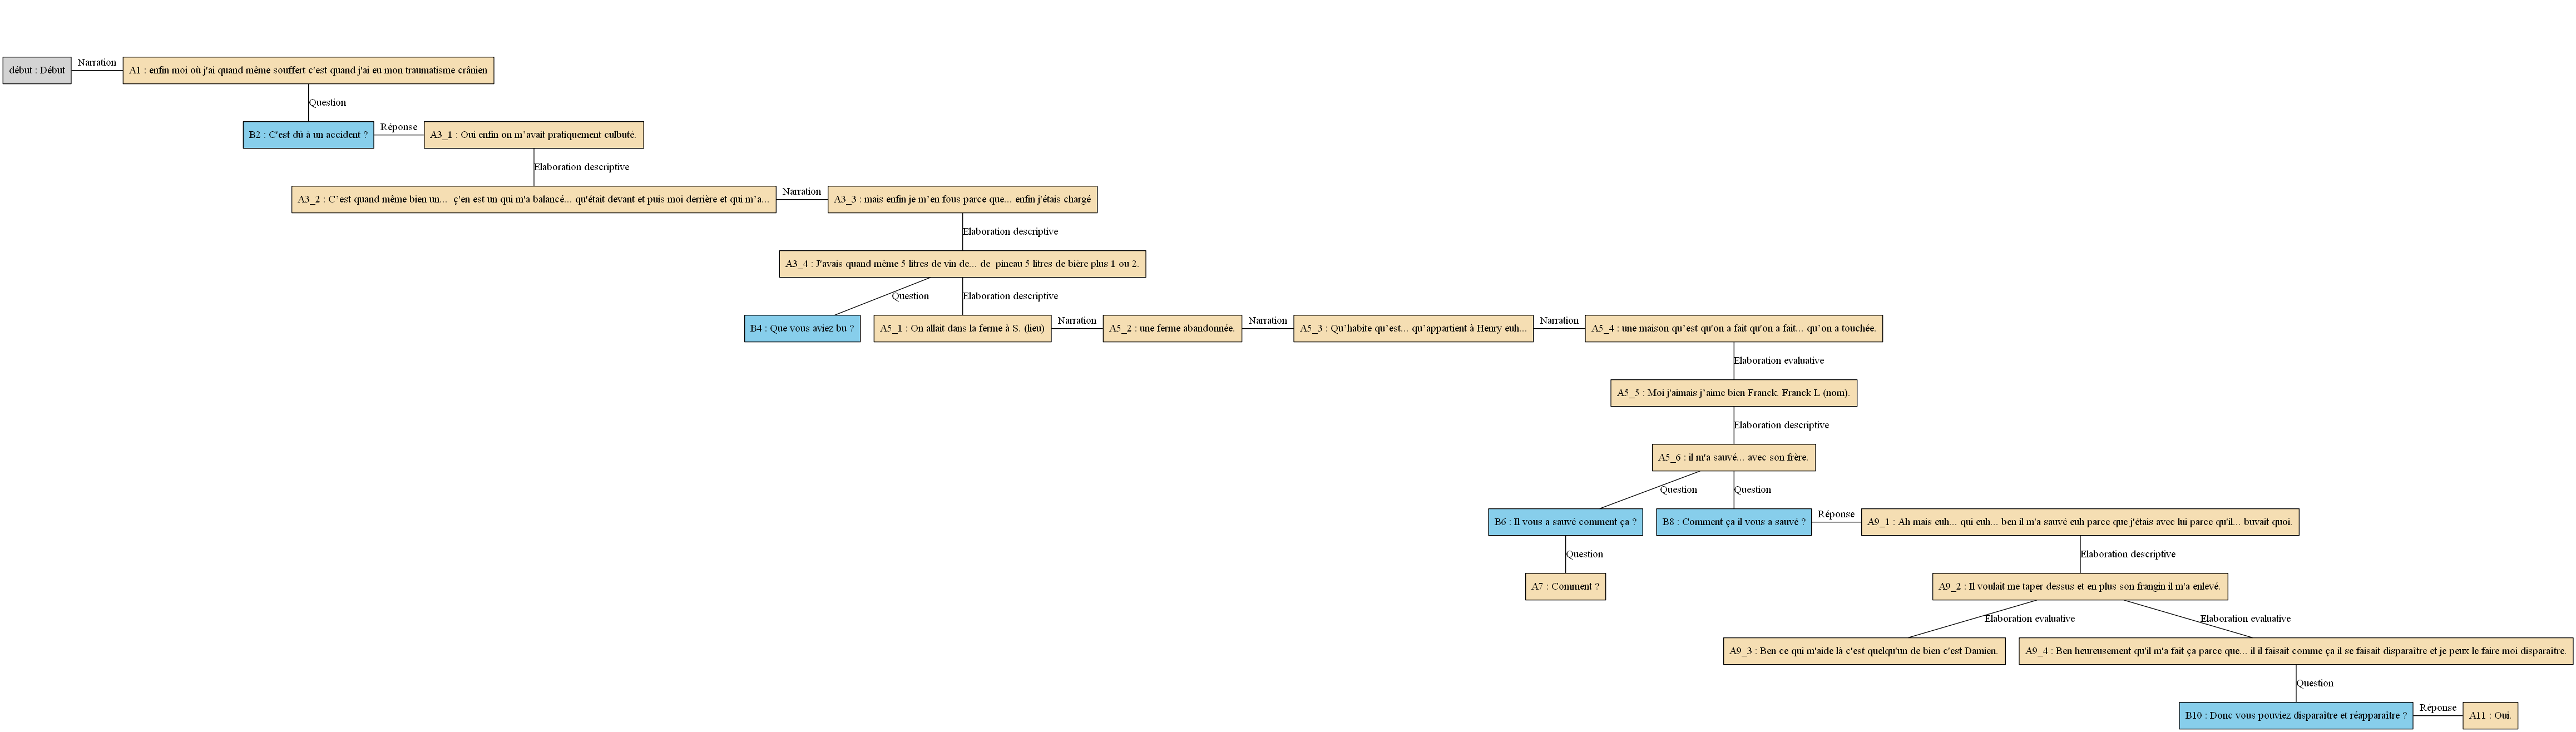 Narration
début : Début
A1 : enfin moi où j'ai quand même souffert c'est quand j'ai eu mon traumatisme crânien
Question
B2 : C'est dû à un accident ?
Réponse
A3_1 : Oui enfin on m’avait pratiquement culbuté.
Elaboration descriptive
A3_2 : C’est quand même bien un...  ç'en est un qui m'a balancé... qu'était devant et puis moi derrière et qui m’a...
Narration
A3_3 : mais enfin je m’en fous parce que... enfin j'étais chargé
Elaboration descriptive
A3_4 : J'avais quand même 5 litres de vin de... de  pineau 5 litres de bière plus 1 ou 2.
Question
Elaboration descriptive
B4 : Que vous aviez bu ?
A5_1 : On allait dans la ferme à S. (lieu)
Narration
A5_2 : une ferme abandonnée.
Narration
A5_3 : Qu’habite qu’est... qu’appartient à Henry euh...
Narration
A5_4 : une maison qu’est qu'on a fait qu'on a fait... qu’on a touchée.
Elaboration evaluative
A5_5 : Moi j'aimais j’aime bien Franck. Franck L (nom).
Elaboration descriptive
A5_6 : il m'a sauvé... avec son frère.
Question
Question
B6 : Il vous a sauvé comment ça ?
B8 : Comment ça il vous a sauvé ?
Réponse
A9_1 : Ah mais euh... qui euh... ben il m'a sauvé euh parce que j'étais avec lui parce qu'il... buvait quoi.
Question
Elaboration descriptive
A7 : Comment ?
A9_2 : Il voulait me taper dessus et en plus son frangin il m'a enlevé.
Elaboration evaluative
Elaboration evaluative
A9_3 : Ben ce qui m'aide là c'est quelqu'un de bien c'est Damien.
A9_4 : Ben heureusement qu'il m'a fait ça parce que... il il faisait comme ça il se faisait disparaître et je peux le faire moi disparaître.
Question
B10 : Donc vous pouviez disparaître et réapparaître ?
Réponse
A11 : Oui.